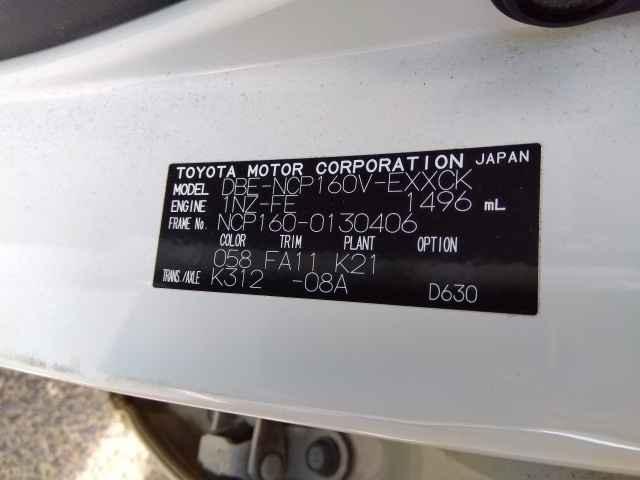 TOYOTA MOTOR CORPORATION JAPAN
MODEL DBE-NCP160V-EXXCK
ENGINE 1NZ-FE 1496 mL
FRAME No. NCP160-0130406
COLOR TRIM PLANT OPTION
058 FA11 K21
TRANS./AXLE K312 -08A
D630